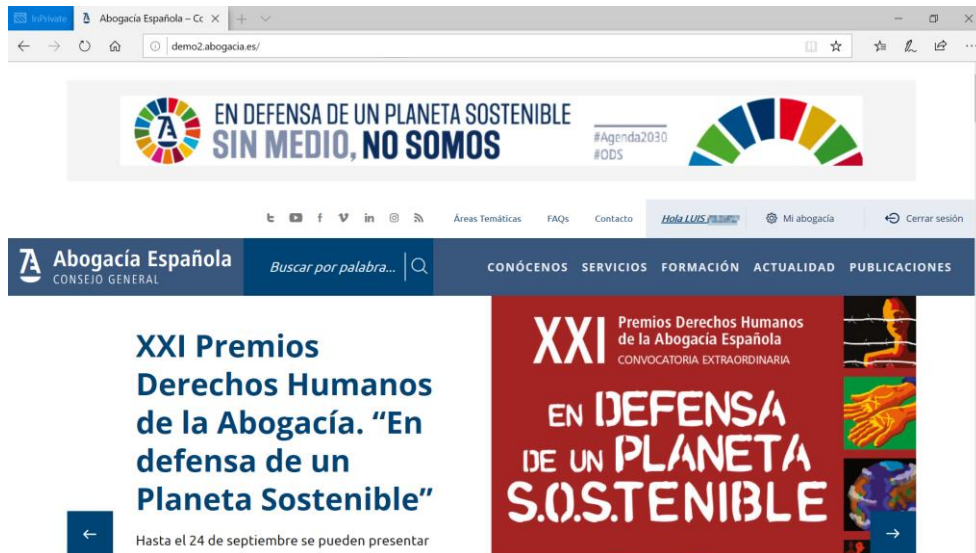 InPrivate
Abogacía Española – Cc
demo2.abogacia.es/
EN DEFENSA DE UN PLANETA SOSTENIBLE
SIN MEDIO, NO SOMOS
#Agenda2030
#ODS
Áreas Temáticas FAQs Contacto Hola LUIS Mi abogacía Cerrar sesión
Abogacía Española
CONSEJO GENERAL
Buscar por palabra...
CONÓCENOS SERVICIOS FORMACIÓN ACTUALIDAD PUBLICACIONES
XXI Premios
Derechos Humanos
de la Abogacía. “En
defensa de un
Planeta Sostenible”
Hasta el 24 de septiembre se pueden presentar
XXI
Premios Derechos Humanos
de la Abogacía Española
CONVOCATORIA EXTRAORDINARIA
EN DEFENSA
DE UN PLANETA
S.O.S.TENIBLE